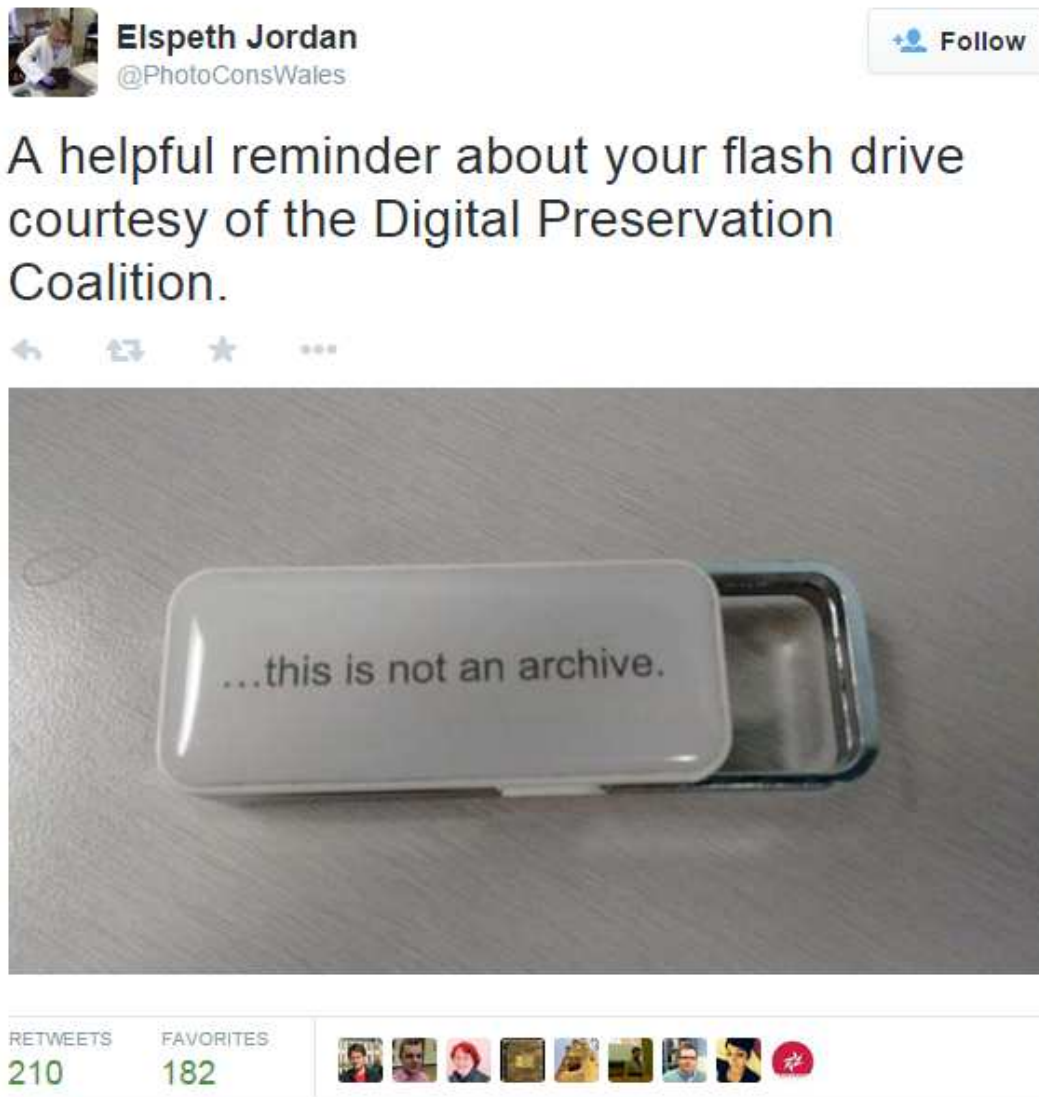 Elspeth Jordan
@PhotoConsWales
Follow
A helpful reminder about your flash drive
courtesy of the Digital Preservation
Coalition.
...this is not an archive.
RETWEETS
FAVORITES
210
182